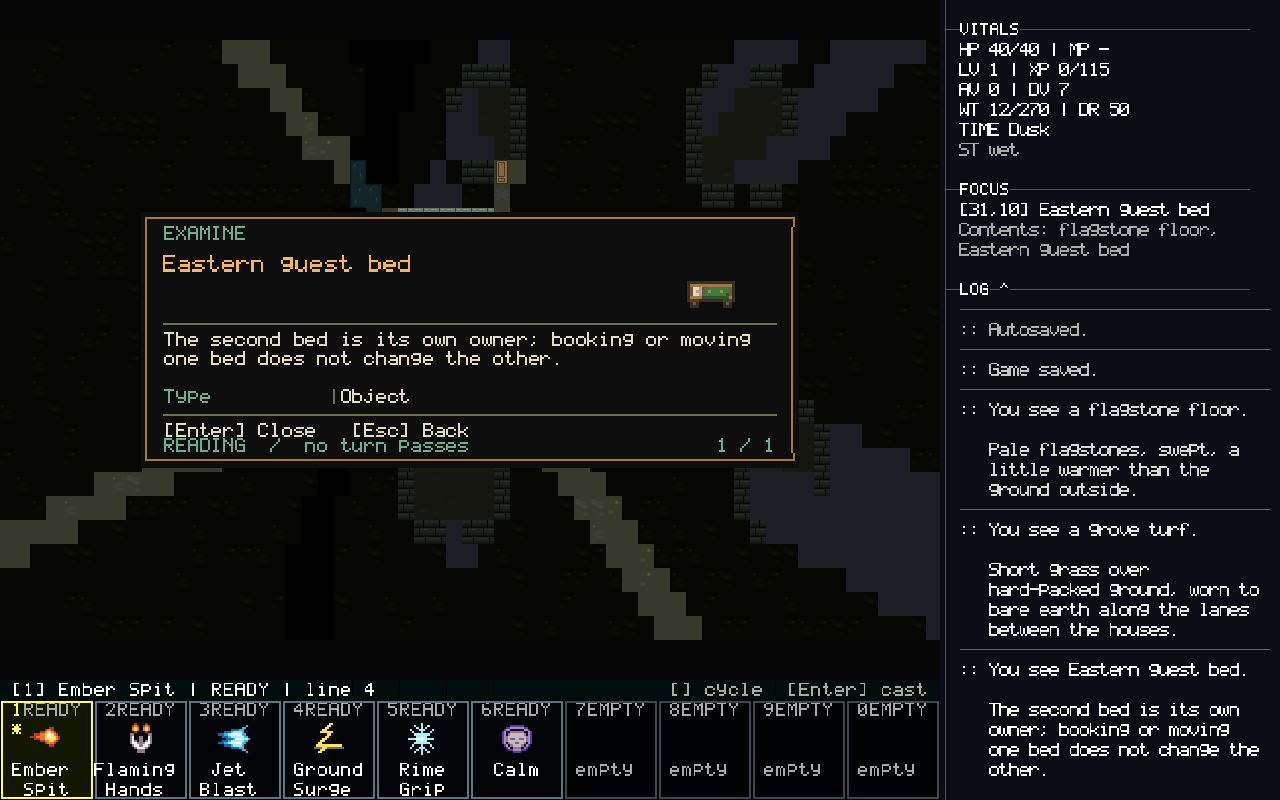 EXAMINE
Eastern guest bed
The second bed is its own owner; booking or moving
one bed does not change the other.
Type |Object
[Enter] Close [Esc] Back
READING / no turn Passes 1 / 1
VITALS
HP 40/40 | MP -
LV 1 | XP 0/115
AV 0 | DV 7
WT 12/270 | DR 50
TIME Dusk
ST wet
FOCUS
[31,10] Eastern guest bed
Contents: flagstone floor,
Eastern guest bed
LOG ^
:: Autosaved.
:: Game saved.
:: You see a flagstone floor.
Pale flagstones, swept, a
little warmer than the
ground outside.
:: You see a grove turf.
Short grass over
hard-packed ground, worn to
bare earth along the lanes
between the houses.
:: You see Eastern guest bed.
The second bed is its own
owner; booking or moving
one bed does not change the
other.
[1] Ember Spit | READY | line 4 [] cycle [Enter] cast
1READY 2READY 3READY 4READY 5READY 6READY 7EMPTY 8EMPTY 9EMPTY 0EMPTY
*
Ember Flaming Jet Ground Rime Calm empty empty empty empty
Spit Hands Blast Surge Grip